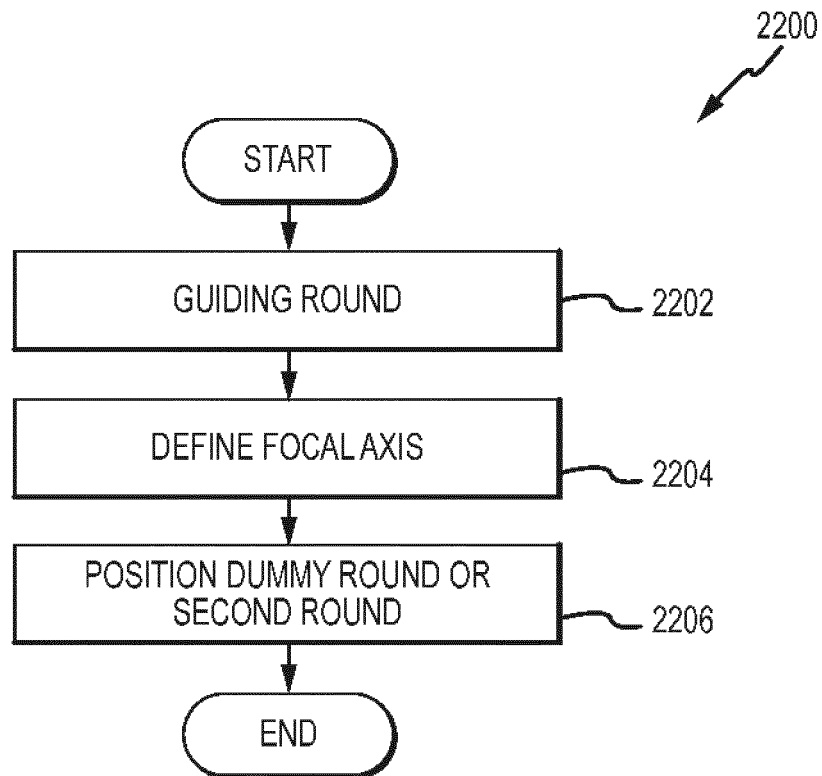 2200
START
GUIDING ROUND
2202
DEFINE FOCAL AXIS
2204
POSITION DUMMY ROUND OR
SECOND ROUND
2206
END